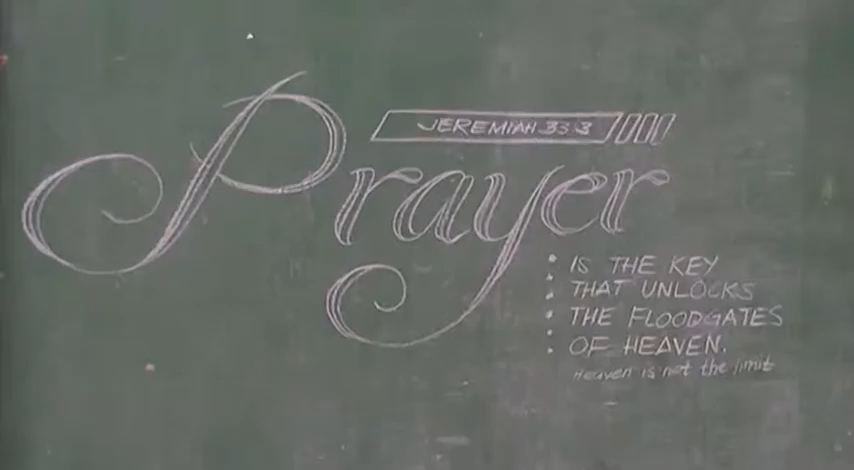 JEREMIAH 33:3
Prayer
IS THE KEY
THAT UNLOCKS
THE FLOODGATES
OF HEAVEN.
Heaven is not the limit